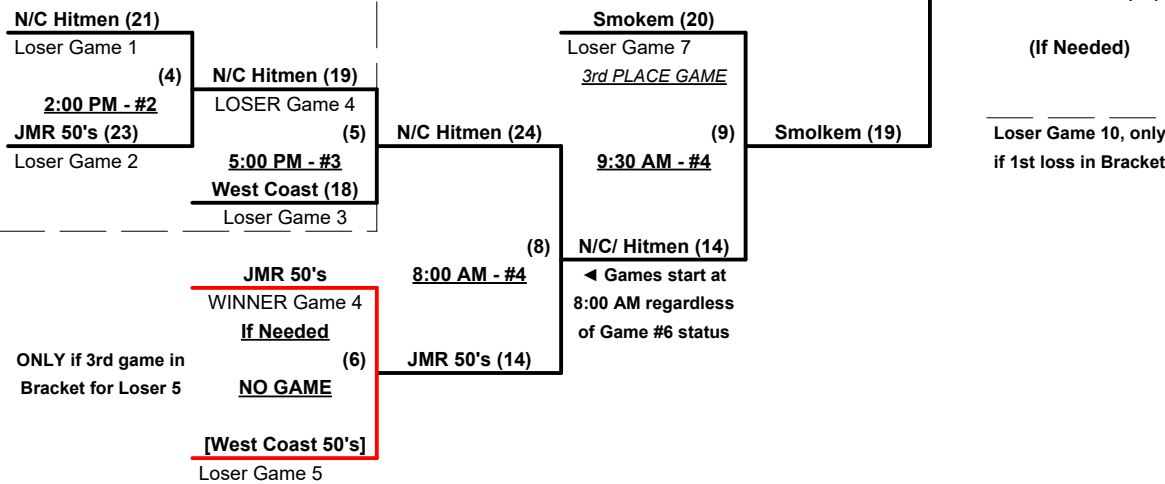 N/C Hitmen (21)
Loser Game 1
(4)
2:00 PM - #2
JMR 50's (23)
Loser Game 2
N/C Hitmen (19)
LOSER Game 4
(5)
5:00 PM - #3
West Coast (18)
Loser Game 3
N/C Hitmen (24)
(8)
8:00 AM - #4
JMR 50's
WINNER Game 4
If Needed
ONLY if 3rd game in
Bracket for Loser 5
(6)
NO GAME
[West Coast 50's]
Loser Game 5
JMR 50's (14)
Smokem (20)
Loser Game 7
3rd PLACE GAME
(9)
9:30 AM - #4
N/C/ Hitmen (14)
◄ Games start at
8:00 AM regardless
of Game #6 status
Smolkem (19)
(If Needed)
Loser Game 10, only
if 1st loss in Bracket